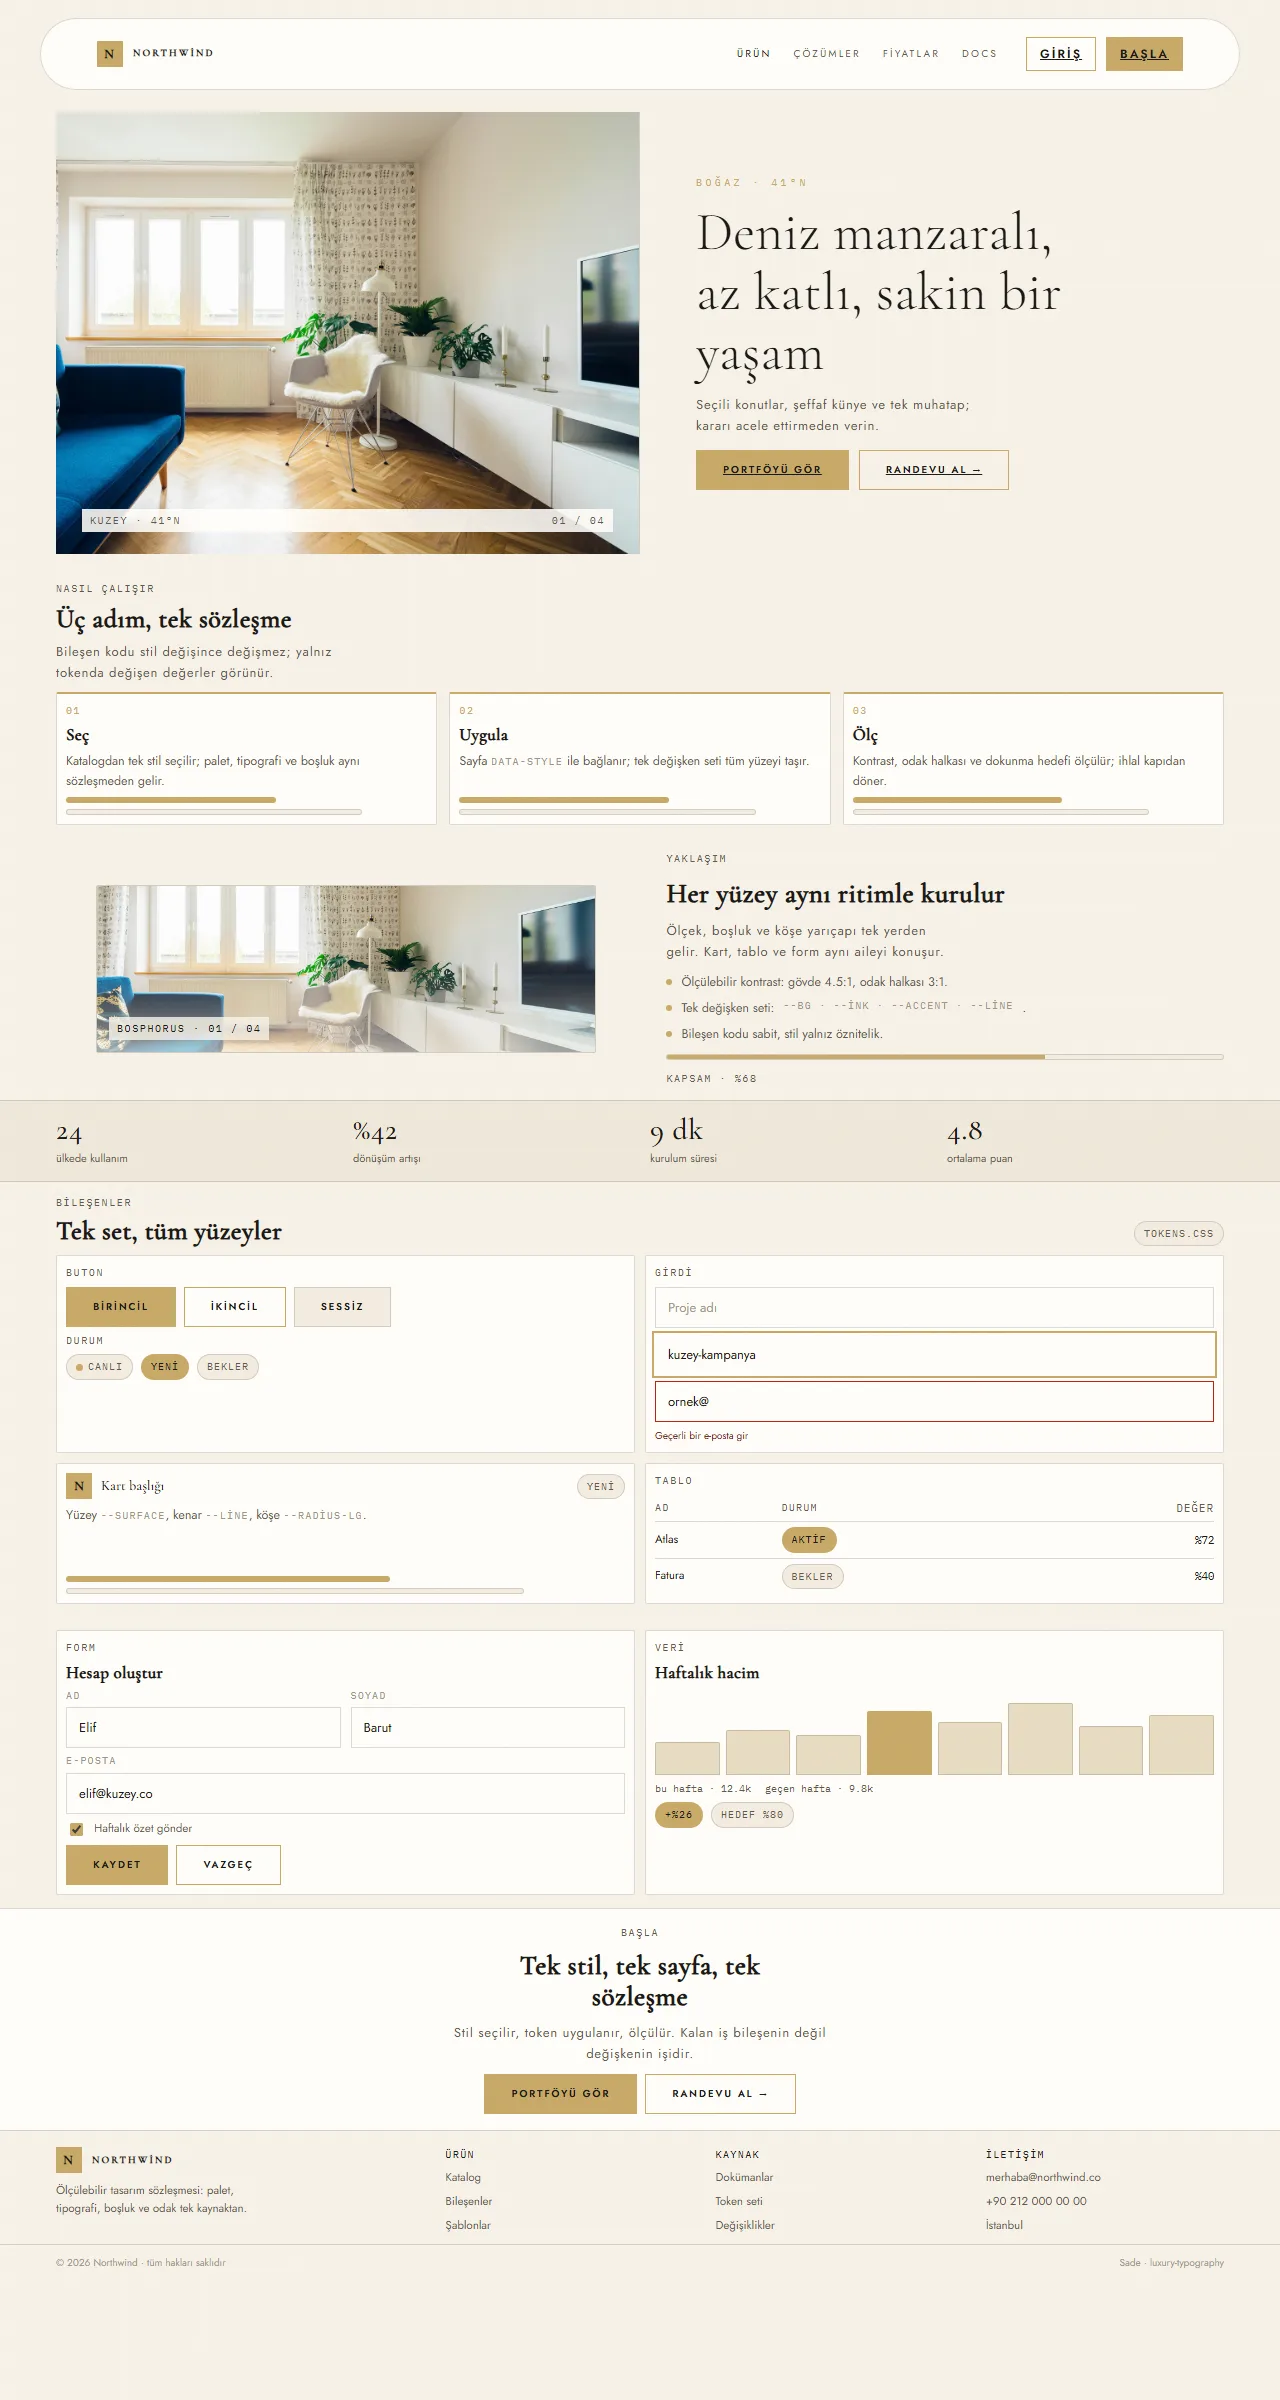 N NORTHWİND
ÜRÜN ÇÖZÜMLER FİYATLAR DOCS GİRİŞ BAŞLA
KUZEY · 41°N 01 / 04
BOĞAZ · 41°N
Deniz manzaralı,
az katlı, sakin bir
yaşam
Seçili konutlar, şeffaf künye ve tek muhatap;
kararı acele ettirmeden verin.
PORTFÖYÜ GÖR RANDEVU AL →
NASIL ÇALIŞIR
Üç adım, tek sözleşme
Bileşen kodu stil değişince değişmez; yalnız
tokenda değişen değerler görünür.
01
Seç
Katalogdan tek stil seçilir; palet, tipografi ve boşluk aynı
sözleşmeden gelir.
02
Uygula
Sayfa DATA-STYLE ile bağlanır; tek değişken seti tüm yüzeyi taşır.
03
Ölç
Kontrast, odak halkası ve dokunma hedefi ölçülür; ihlal kapıdan
döner.
BOSPHORUS · 01 / 04
YAKLAŞIM
Her yüzey aynı ritimle kurulur
Ölçek, boşluk ve köşe yarıçapı tek yerden
gelir. Kart, tablo ve form aynı aileyi konuşur.
Ölçülebilir kontrast: gövde 4.5:1, odak halkası 3:1.
Tek değişken seti: --BG · --İNK · --ACCENT · --LİNE .
Bileşen kodu sabit, stil yalnız öznitelik.
KAPSAM · %68
24
ülkede kullanım
%42
dönüşüm artışı
9 dk
kurulum süresi
4.8
ortalama puan
BİLEŞENLER
Tek set, tüm yüzeyler
TOKENS.CSS
BUTON
BİRİNCİL İKİNCİL SESSİZ
DURUM
CANLI YENİ BEKLER
GİRDİ
Proje adı
kuzey-kampanya
ornek@
Geçerli bir e-posta gir
N Kart başlığı YENİ
Yüzey --SURFACE, kenar --LİNE, köşe --RADİUS-LG.
TABLO
AD DURUM DEĞER
Atlas AKTİF %72
Fatura BEKLER %40
FORM
Hesap oluştur
AD SOYAD
Elif Barut
E-POSTA
elif@kuzey.co
Haftalık özet gönder
KAYDET VAZGEÇ
VERİ
Haftalık hacim
bu hafta · 12.4k geçen hafta · 9.8k
+%26 HEDEF %80
BAŞLA
Tek stil, tek sayfa, tek
sözleşme
Stil seçilir, token uygulanır, ölçülür. Kalan iş bileşenin değil
değişkenin işidir.
PORTFÖYÜ GÖR RANDEVU AL →
N NORTHWİND
Ölçülebilir tasarım sözleşmesi: palet,
tipografi, boşluk ve odak tek kaynaktan.
ÜRÜN
Katalog
Bileşenler
Şablonlar
KAYNAK
Dokümanlar
Token seti
Değişiklikler
İLETİŞİM
merhaba@northwind.co
+90 212 000 00 00
İstanbul
© 2026 Northwind · tüm hakları saklıdır
Sade · luxury-typography